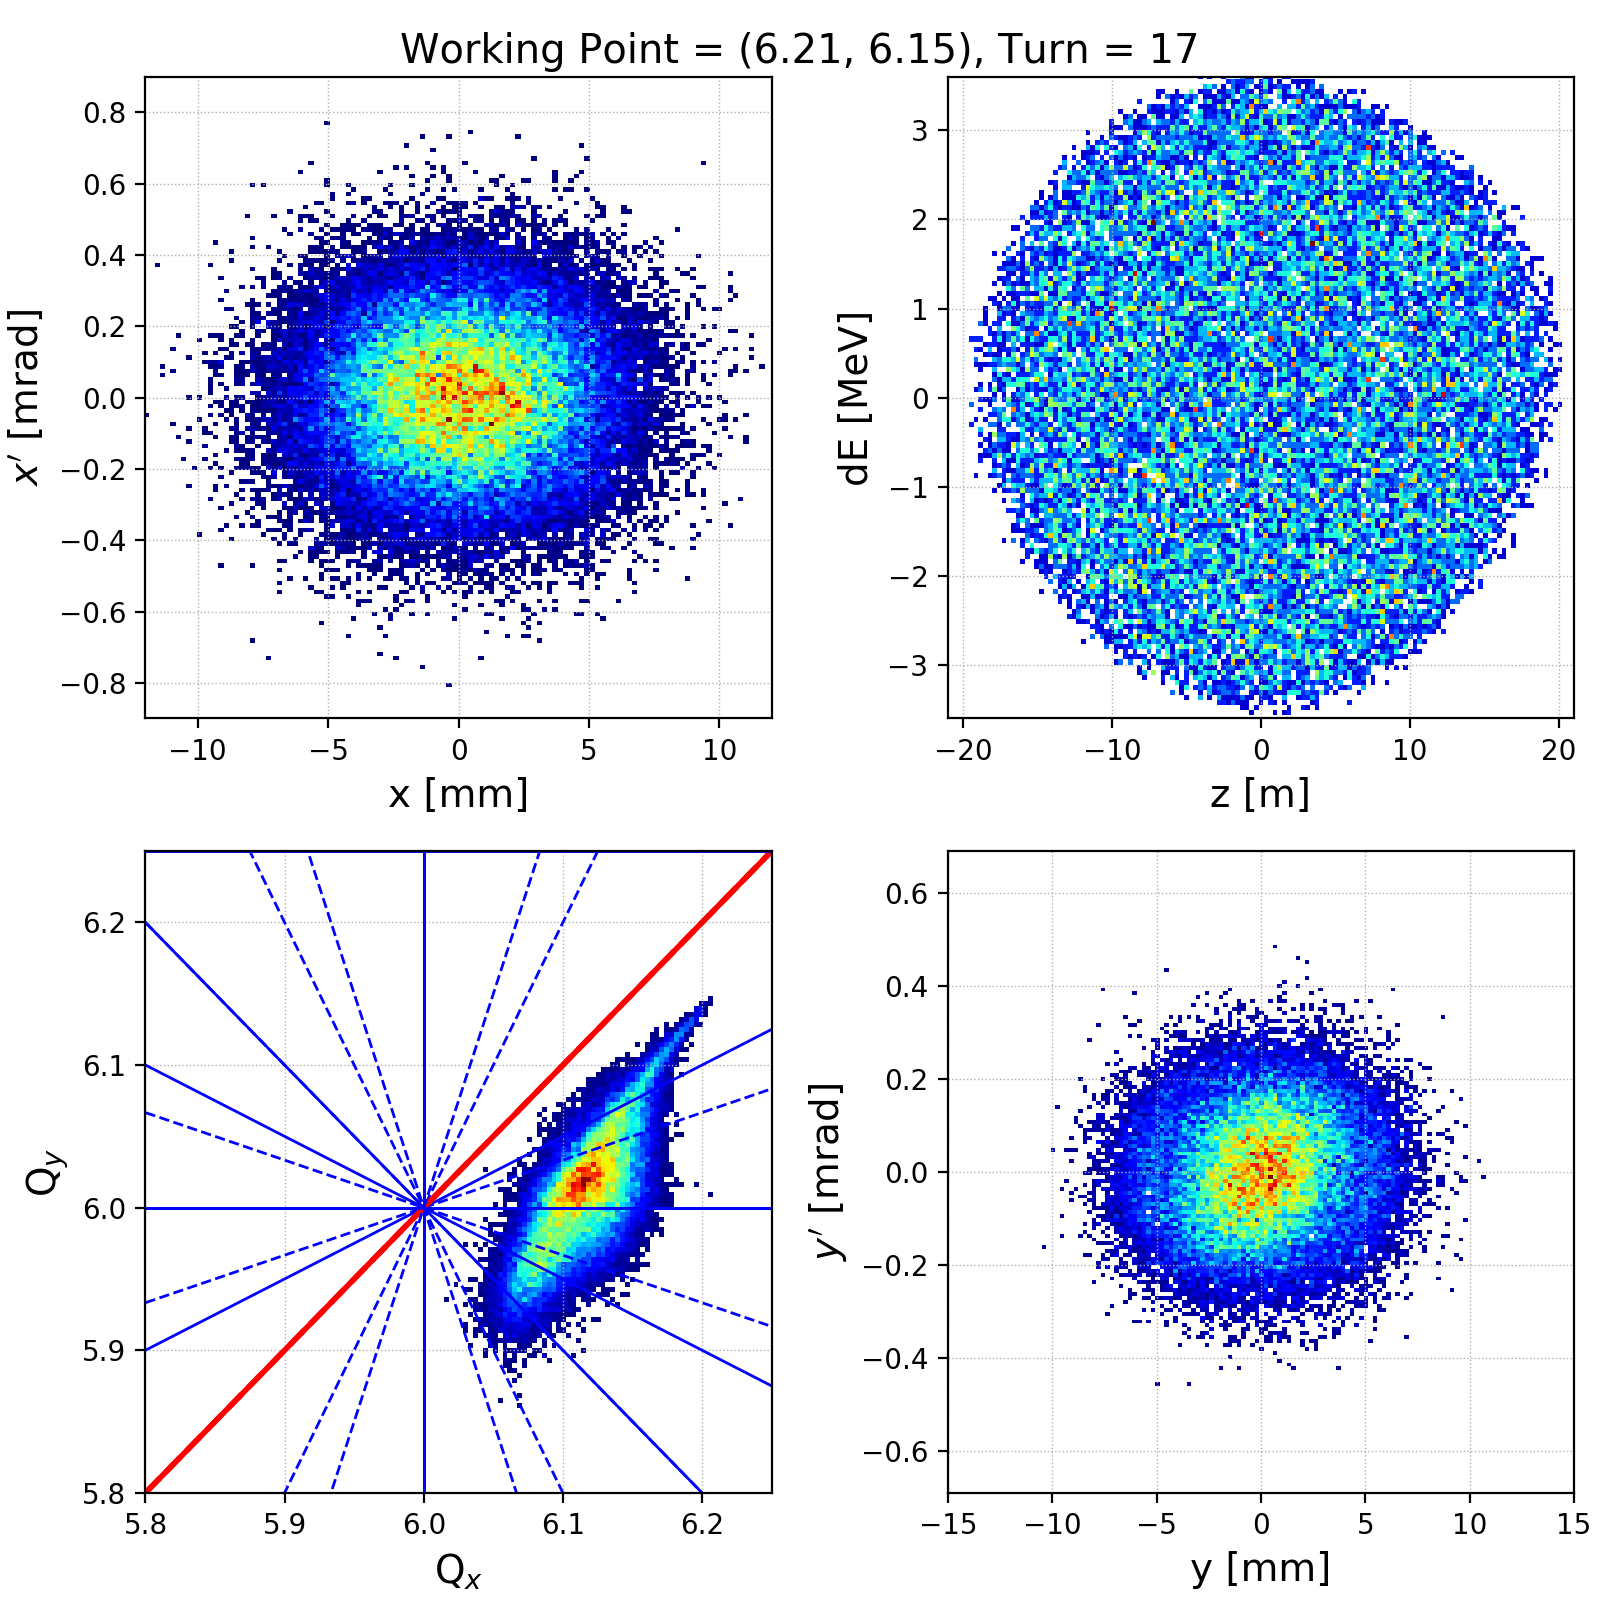 Working Point = (6.21, 6.15), Turn = 17
0.8
0.6
0.4
0.2
0.0
−0.2
−0.4
−0.6
−0.8
x′ [mrad]
−10 −5 0 5 10
x [mm]
3
2
1
0
−1
−2
−3
dE [MeV]
−20 −10 0 10 20
z [m]
6.2
6.1
6.0
5.9
5.8
Qy
5.8 5.9 6.0 6.1 6.2
Qx
0.6
0.4
0.2
0.0
−0.2
−0.4
−0.6
y′ [mrad]
−15 −10 −5 0 5 10 15
y [mm]